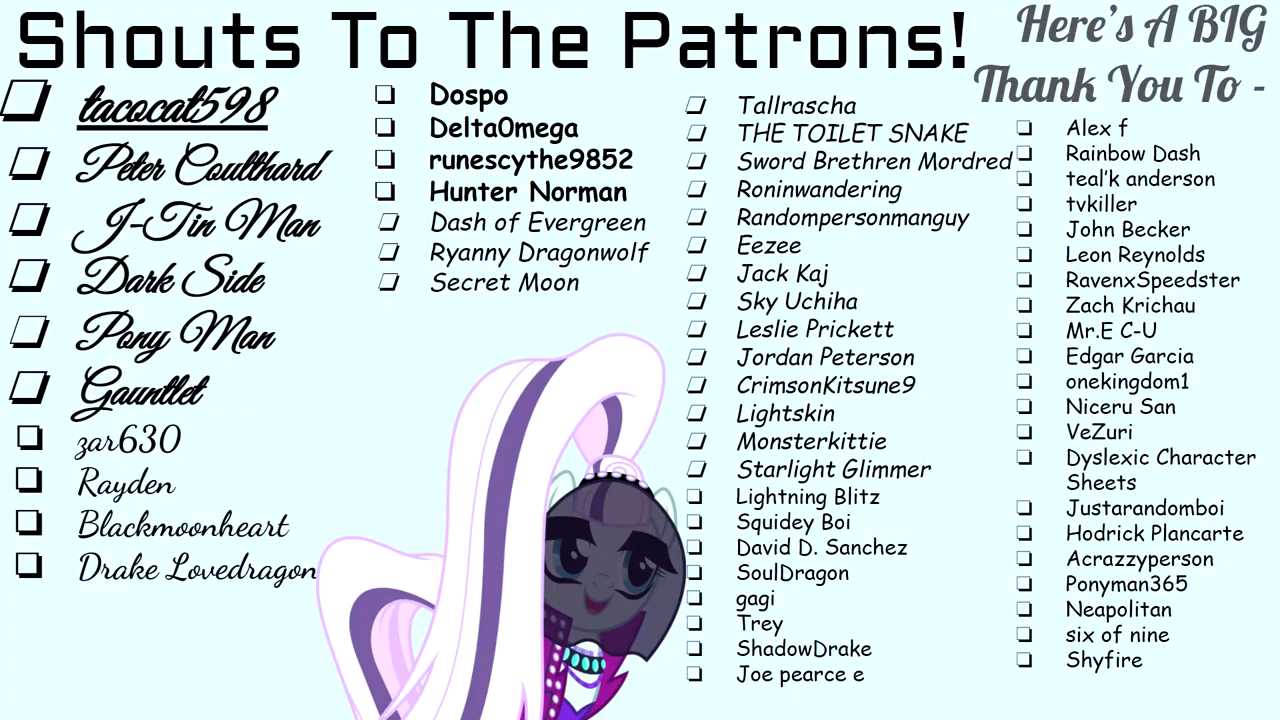 Shouts To The Patrons!
Here's A BIG
Thank You To -
tacocat598
Peter Coulthard
J-Tin Man
Dark Side
Pony Man
Gauntlet
zar630
Rayden
Blackmoonheart
Drake Lovedragon
Dospo
Delta0mega
runescythe9852
Hunter Norman
Dash of Evergreen
Ryanny Dragonwolf
Secret Moon
Tallrascha
THE TOILET SNAKE
Sword Brethren Mordred
Roninwandering
Randompersonmanguy
Eezee
Jack Kaj
Sky Uchiha
Leslie Prickett
Jordan Peterson
CrimsonKitsune9
Lightskin
Monsterkittie
Starlight Glimmer
Lightning Blitz
Squidey Boi
David D. Sanchez
SoulDragon
gagi
Trey
ShadowDrake
Joe pearce e
Alex f
Rainbow Dash
teal'k anderson
tvkiller
John Becker
Leon Reynolds
RavenxSpeedster
Zach Krichau
Mr.E C-U
Edgar Garcia
onekingdom1
Niceru San
VeZuri
Dyslexic Character
Sheets
Justarandomboi
Hodrick Plancarte
Acrazzyperson
Ponyman365
Neapolitan
six of nine
Shyfire